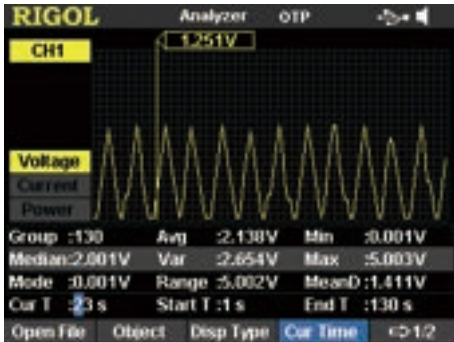 RIGOL Analyzer OTP
CH1 1.251V
Voltage
Current
Power
Group :130 Avg :2.138V Min :0.001V
Median:2.001V Var :2.654V Max :5.003V
Mode :0.001V Range :5.002V MeanD :1.411V
Cur T :23 s Start T :1 s End T :130 s
Open File Object Disp Type Cur Time 1/2